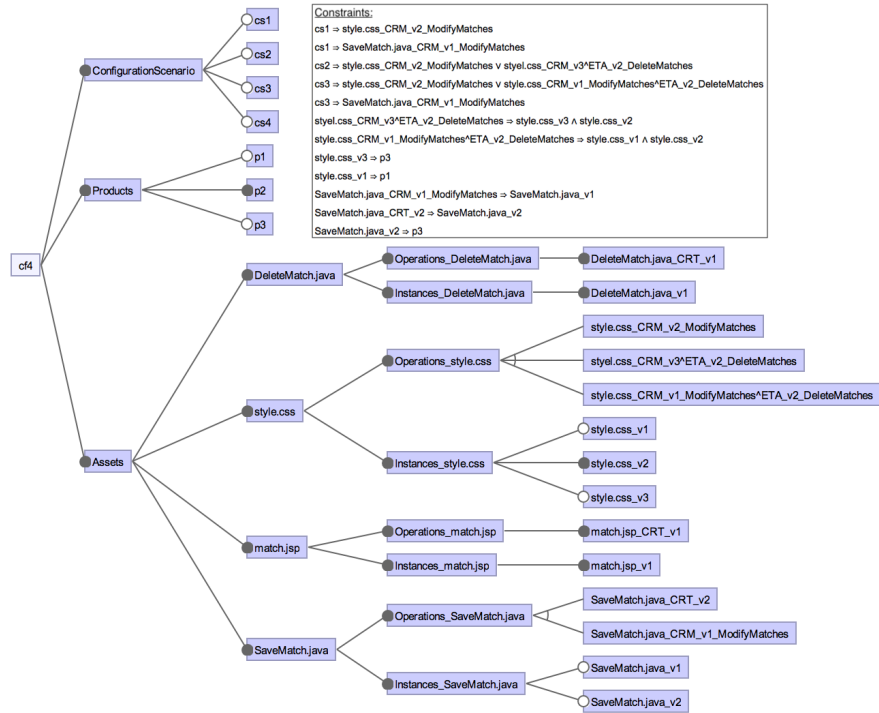 cf4
ConfigurationScenario
cs1
cs2
cs3
cs4
Products
p1
p2
p3
Constraints:
cs1 ⇒ style.css_CRM_v2_ModifyMatches
cs1 ⇒ SaveMatch.java_CRM_v1_ModifyMatches
cs2 ⇒ style.css_CRM_v2_ModifyMatches ∨ styel.css_CRM_v3^ETA_v2_DeleteMatches
cs3 ⇒ style.css_CRM_v2_ModifyMatches ∨ style.css_CRM_v1_ModifyMatches^ETA_v2_DeleteMatches
cs3 ⇒ SaveMatch.java_CRM_v1_ModifyMatches
styel.css_CRM_v3^ETA_v2_DeleteMatches ⇒ style.css_v3 ∧ style.css_v2
style.css_CRM_v1_ModifyMatches^ETA_v2_DeleteMatches ⇒ style.css_v1 ∧ style.css_v2
style.css_v3 ⇒ p3
style.css_v1 ⇒ p1
SaveMatch.java_CRM_v1_ModifyMatches ⇒ SaveMatch.java_v1
SaveMatch.java_CRT_v2 ⇒ SaveMatch.java_v2
SaveMatch.java_v2 ⇒ p3
Assets
DeleteMatch.java
Operations_DeleteMatch.java
DeleteMatch.java_CRT_v1
Instances_DeleteMatch.java
DeleteMatch.java_v1
style.css
Operations_style.css
style.css_CRM_v2_ModifyMatches
styel.css_CRM_v3^ETA_v2_DeleteMatches
style.css_CRM_v1_ModifyMatches^ETA_v2_DeleteMatches
Instances_style.css
style.css_v1
style.css_v2
style.css_v3
match.jsp
Operations_match.jsp
match.jsp_CRT_v1
Instances_match.jsp
match.jsp_v1
SaveMatch.java
Operations_SaveMatch.java
SaveMatch.java_CRT_v2
SaveMatch.java_CRM_v1_ModifyMatches
Instances_SaveMatch.java
SaveMatch.java_v1
SaveMatch.java_v2